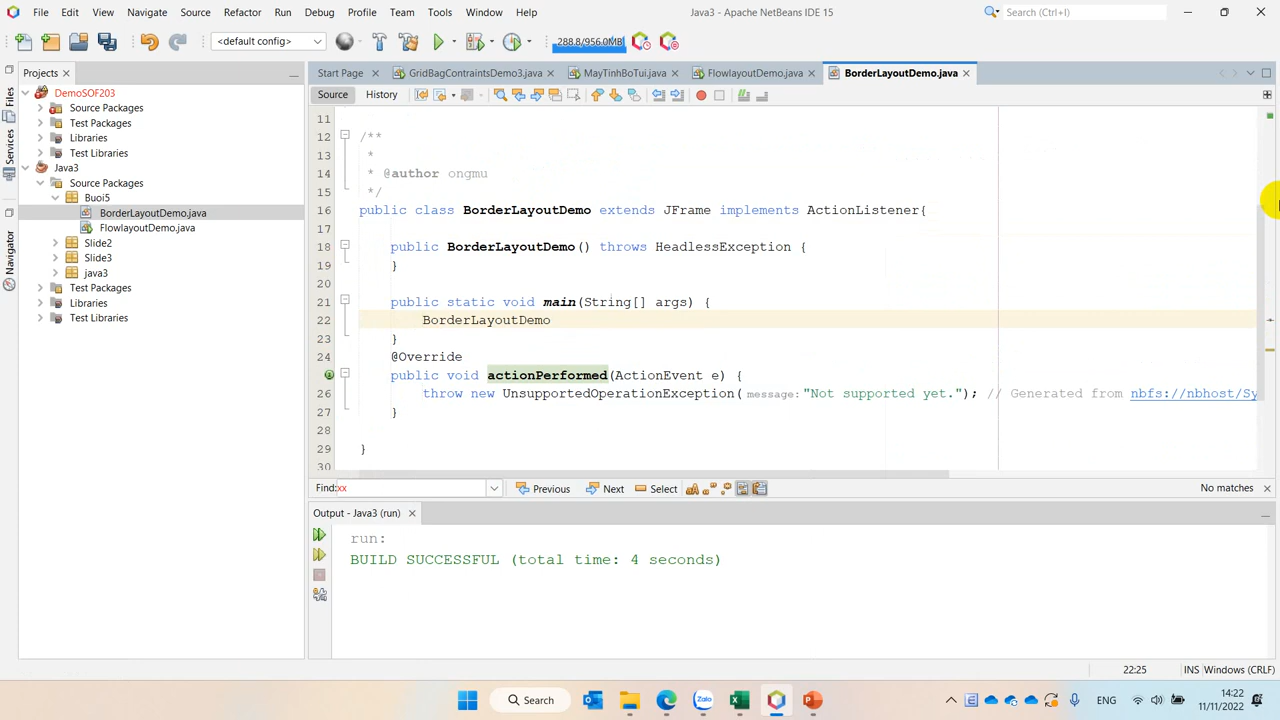 File Edit View Navigate Source Refactor Run Debug Profile Team Tools Window Help Java3 - Apache NetBeans IDE 15 Search (Ctrl+I)
<default config> 288.8/956.0MB
Projects Start Page GridBagContraintsDemo3.java MayTinhBoTui.java FlowlayoutDemo.java BorderLayoutDemo.java
Files
Services
Navigator
DemoSOF203
Source Packages
Test Packages
Libraries
Test Libraries
Java3
Source Packages
Buoi5
BorderLayoutDemo.java
FlowlayoutDemo.java
Slide2
Slide3
java3
Test Packages
Libraries
Test Libraries
Source History
11
12 /**
13 *
14 * @author ongmu
15 */
16 public class BorderLayoutDemo extends JFrame implements ActionListener{
17
18 public BorderLayoutDemo() throws HeadlessException {
19 }
20
21 public static void main(String[] args) {
22 BorderLayoutDemo
23 }
24 @Override
public void actionPerformed(ActionEvent e) {
26 throw new UnsupportedOperationException(message:"Not supported yet."); // Generated from nbfs://nbhost/Sy
27 }
28
29 }
30
Find: xx Previous Next Select No matches
Output - Java3 (run)
run:
BUILD SUCCESSFUL (total time: 4 seconds)
22:25 INS Windows (CRLF)
Search Zalo ENG 14:22
11/11/2022